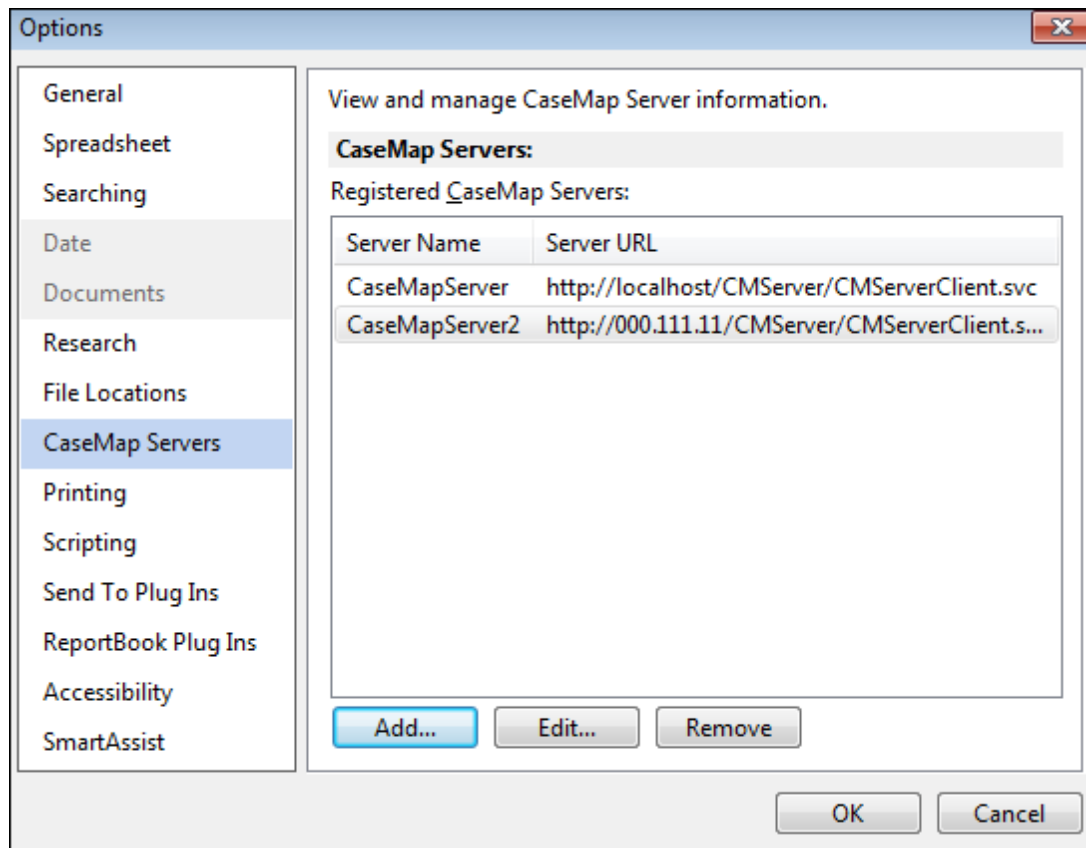 Options
General
Spreadsheet
Searching
Date
Documents
Research
File Locations
CaseMap Servers
Printing
Scripting
Send To Plug Ins
ReportBook Plug Ins
Accessibility
SmartAssist
View and manage CaseMap Server information.
CaseMap Servers:
Registered CaseMap Servers:
Server Name Server URL
CaseMapServer http://localhost/CMServer/CMServerClient.svc
CaseMapServer2 http://000.111.11/CMServer/CMServerClient.s...
Add... Edit... Remove
OK Cancel